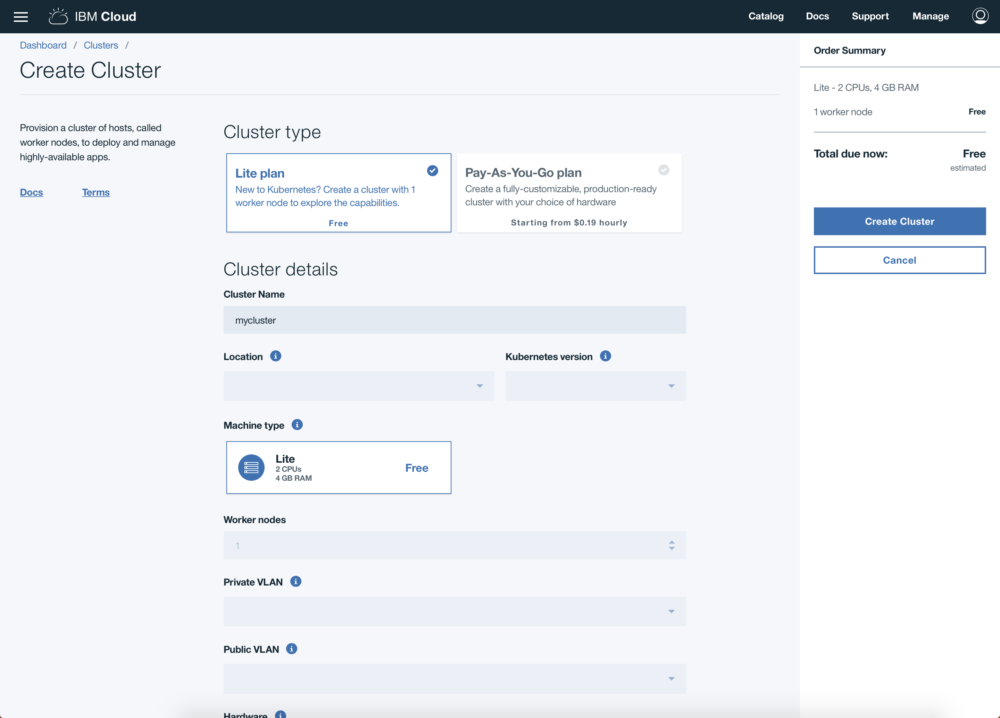 IBM Cloud
Catalog
Docs
Support
Manage
Dashboard / Clusters /
Create Cluster
Provision a cluster of hosts, called
worker nodes, to deploy and manage
highly-available apps.
Docs
Terms
Cluster type
Lite plan
New to Kubernetes? Create a cluster with 1
worker node to explore the capabilities.
Free
Pay-As-You-Go plan
Create a fully-customizable, production-ready
cluster with your choice of hardware
Starting from $0.19 hourly
Cluster details
Cluster Name
mycluster
Location
Kubernetes version
Machine type
Lite
2 CPUs
4 GB RAM
Free
Worker nodes
1
Private VLAN
Public VLAN
Hardware
Order Summary
Lite - 2 CPUs, 4 GB RAM
1 worker node
Free
Total due now:
Free
estimated
Create Cluster
Cancel